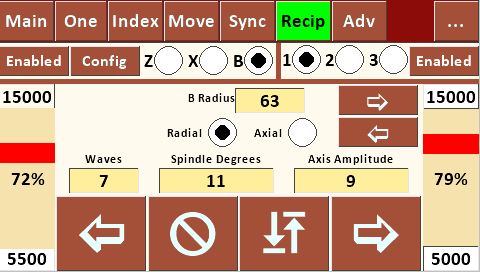 Main One Index Move Sync Recip Adv ...
Enabled Config Z X B 1 2 3 Enabled
15000 B Radius 63 15000
Radial Axial
Waves Spindle Degrees Axis Amplitude
72% 7 11 9 79%
5500 5000